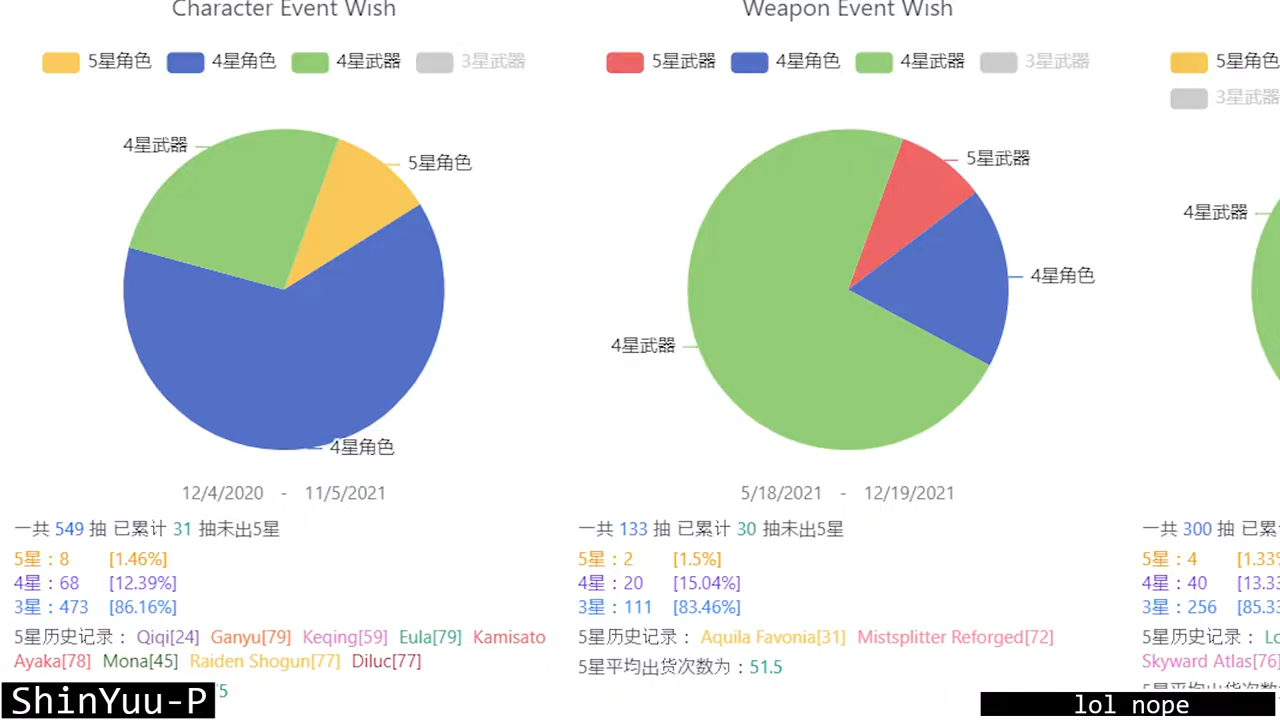 Character Event Wish
5星角色 4星角色 4星武器 3星武器
4星武器
5星角色
4星角色
12/4/2020 - 11/5/2021
一共 549 抽 已累计 31 抽未出5星
5星：8 [1.46%]
4星：68 [12.39%]
3星：473 [86.16%]
5星历史记录： Qiqi[24] Ganyu[79] Keqing[59] Eula[79] Kamisato
Ayaka[78] Mona[45] Raiden Shogun[77] Diluc[77]
Weapon Event Wish
5星武器 4星角色 4星武器 3星武器
5星武器
4星角色
4星武器
5/18/2021 - 12/19/2021
一共 133 抽 已累计 30 抽未出5星
5星：2 [1.5%]
4星：20 [15.04%]
3星：111 [83.46%]
5星历史记录： Aquila Favonia[31] Mistsplitter Reforged[72]
5星平均出货次数为：51.5
5星角色
3星武器
4星武器
一共 300 抽 已累
5星：4 [1.33%
4星：40 [13.33
3星：256 [85.33
5星历史记录：
Skyward Atlas[76]
ShinYuu-P
lol nope